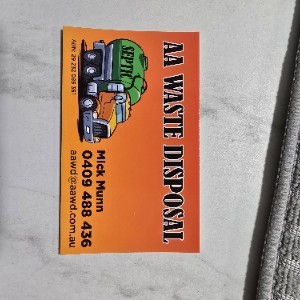 AA WASTE DISPOSAL
SEPTIC
Mick Munn
0409 488 436
aawd@aawd.com.au